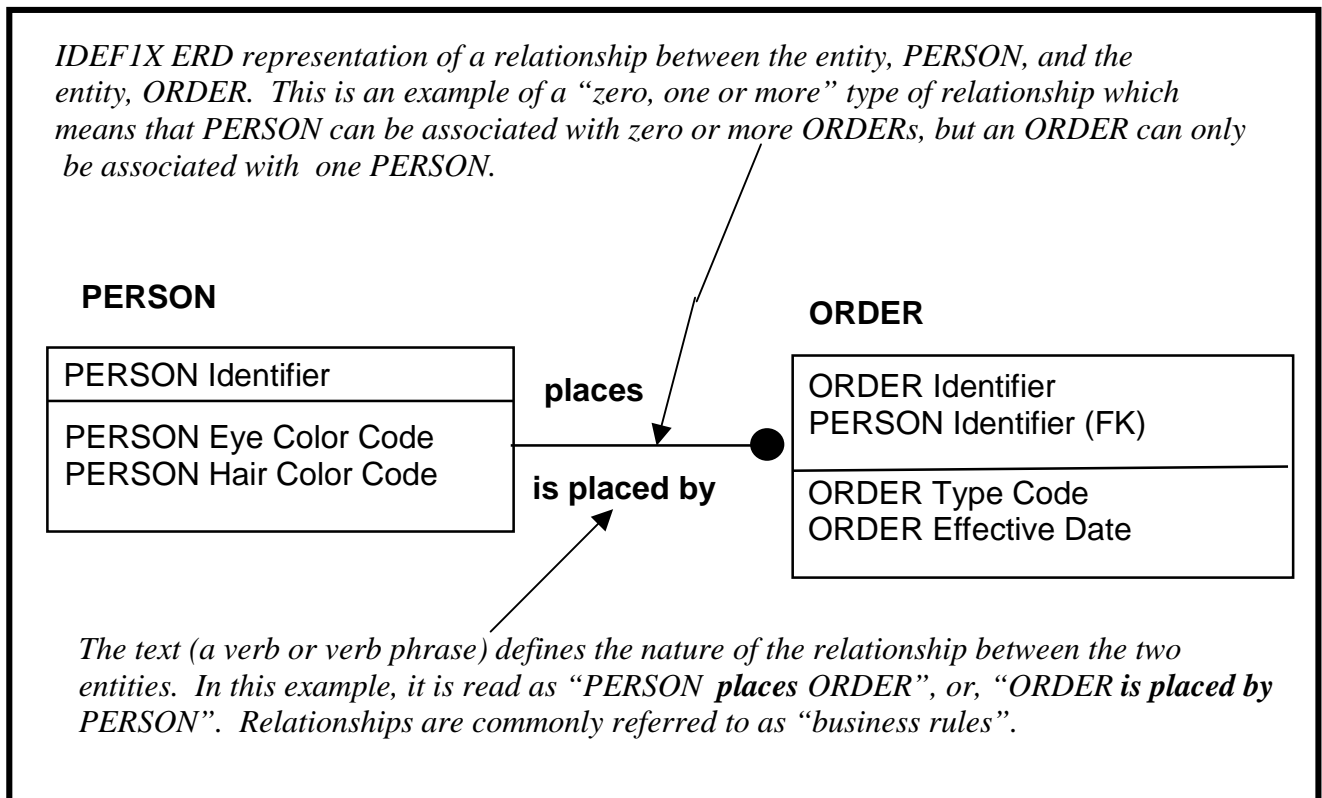 IDEF1X ERD representation of a relationship between the entity, PERSON, and the
entity, ORDER. This is an example of a “zero, one or more” type of relationship which
means that PERSON can be associated with zero or more ORDERs, but an ORDER can only
be associated with one PERSON.
PERSON
PERSON Identifier
PERSON Eye Color Code
PERSON Hair Color Code
places
is placed by
ORDER
ORDER Identifier
PERSON Identifier (FK)
ORDER Type Code
ORDER Effective Date
The text (a verb or verb phrase) defines the nature of the relationship between the two
entities. In this example, it is read as “PERSON places ORDER”, or, “ORDER is placed by
PERSON”. Relationships are commonly referred to as “business rules”.